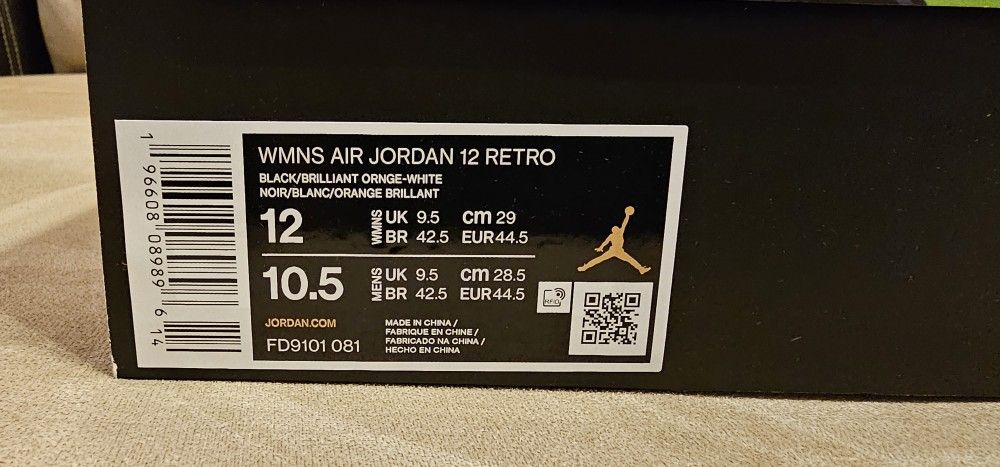 1 96608 08989 6 14
WMNS AIR JORDAN 12 RETRO
BLACK/BRILLIANT ORNGE-WHITE
NOIR/BLANC/ORANGE BRILLANT
12 WMNS UK 9.5 cm 29
BR 42.5 EUR 44.5
10.5 MENS UK 9.5 cm 28.5
BR 42.5 EUR 44.5
RFID
JORDAN.COM
FD9101 081
MADE IN CHINA /
FABRIQUE EN CHINE /
FABRICADO NA CHINA /
HECHO EN CHINA